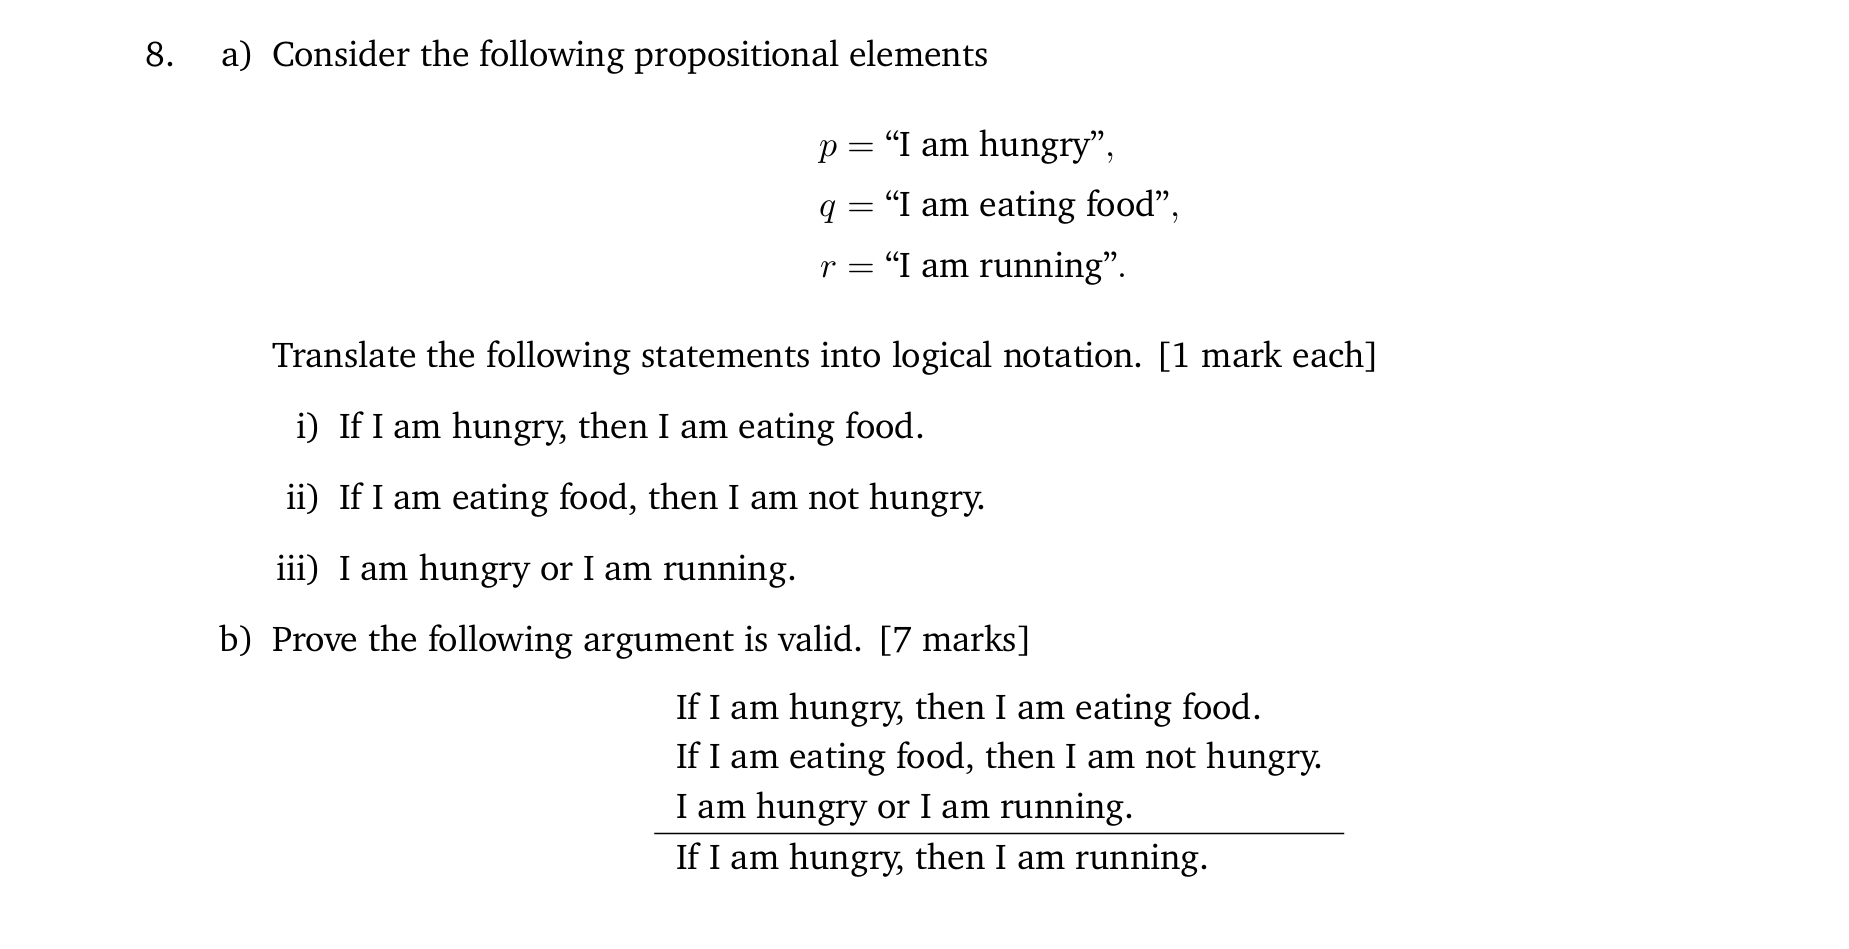 8. a) Consider the following propositional elements
p = “I am hungry”,
q = “I am eating food”,
r = “I am running”.
Translate the following statements into logical notation. [1 mark each]
i) If I am hungry, then I am eating food.
ii) If I am eating food, then I am not hungry.
iii) I am hungry or I am running.
b) Prove the following argument is valid. [7 marks]
If I am hungry, then I am eating food.
If I am eating food, then I am not hungry.
I am hungry or I am running.
If I am hungry, then I am running.